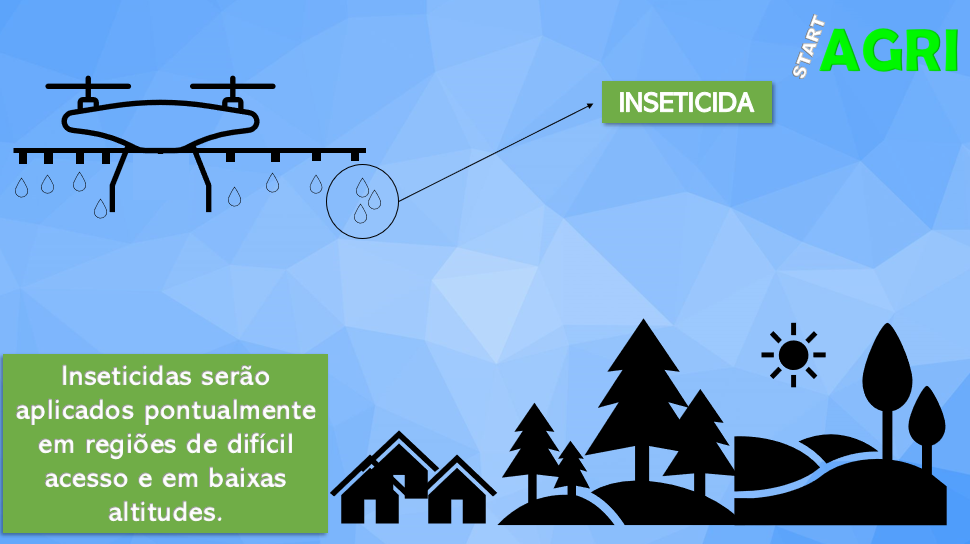 START
AGRI
INSETICIDA
Inseticidas serão
aplicados pontualmente
em regiões de difícil
acesso e em baixas
altitudes.